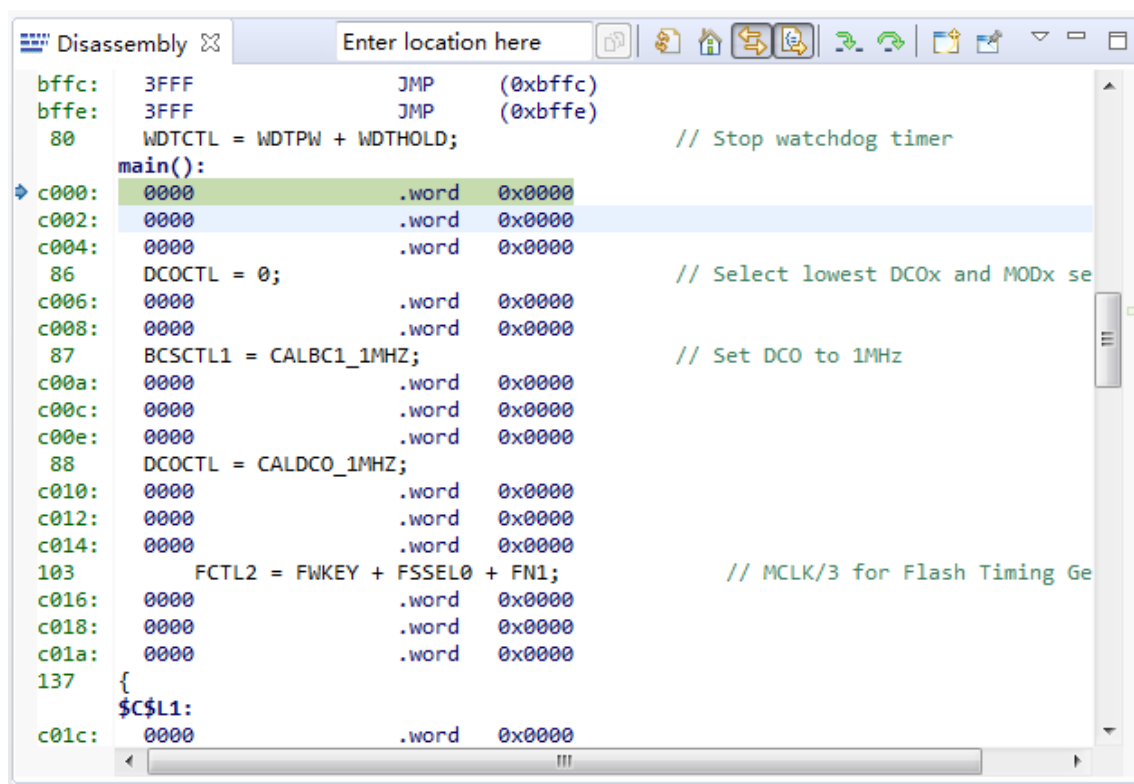 Disassembly Enter location here
bffc: 3FFF JMP (0xbffc)
bffe: 3FFF JMP (0xbffe)
80 WDTCTL = WDTPW + WDTHOLD; // Stop watchdog timer
main():
c000: 0000 .word 0x0000
c002: 0000 .word 0x0000
c004: 0000 .word 0x0000
86 DCOCTL = 0; // Select lowest DCOx and MODx se
c006: 0000 .word 0x0000
c008: 0000 .word 0x0000
87 BCSCTL1 = CALBC1_1MHZ; // Set DCO to 1MHz
c00a: 0000 .word 0x0000
c00c: 0000 .word 0x0000
c00e: 0000 .word 0x0000
88 DCOCTL = CALDCO_1MHZ;
c010: 0000 .word 0x0000
c012: 0000 .word 0x0000
c014: 0000 .word 0x0000
103 FCTL2 = FWKEY + FSSEL0 + FN1; // MCLK/3 for Flash Timing Ge
c016: 0000 .word 0x0000
c018: 0000 .word 0x0000
c01a: 0000 .word 0x0000
137 {
$C$L1:
c01c: 0000 .word 0x0000